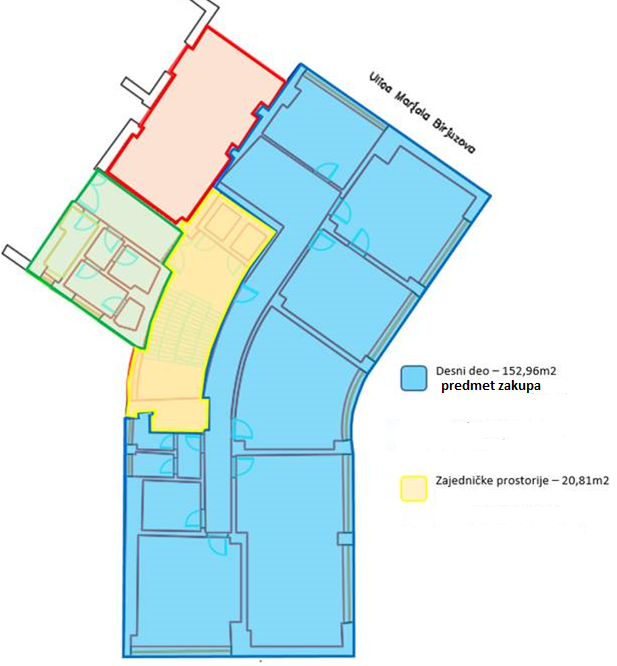 Ulica Maršala Birjuzova
Desni deo – 152,96m2
predmet zakupa
Zajedničke prostorije – 20,81m2